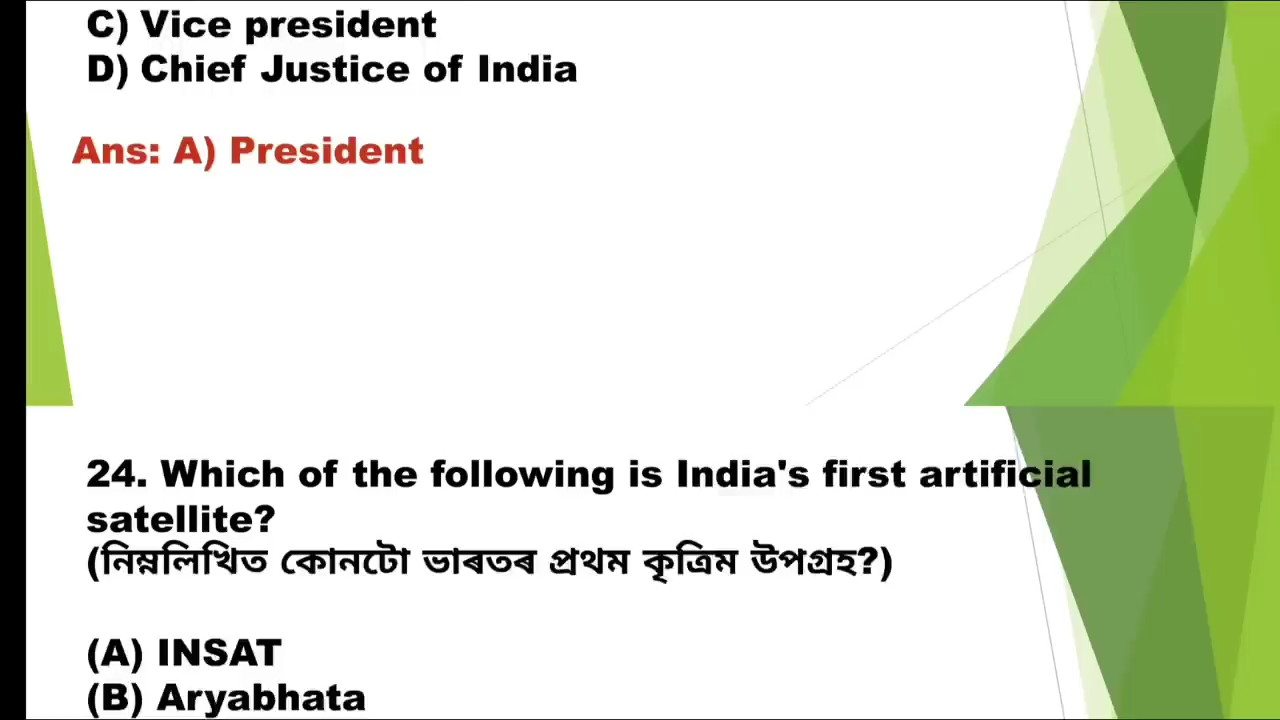 C) Vice president
D) Chief Justice of India
Ans: A) President
24. Which of the following is India's first artificial
satellite?
(নিম্নলিখিত কোনটো ভাৰতৰ প্ৰথম কৃত্ৰিম উপগ্ৰহ?)
(A) INSAT
(B) Aryabhata